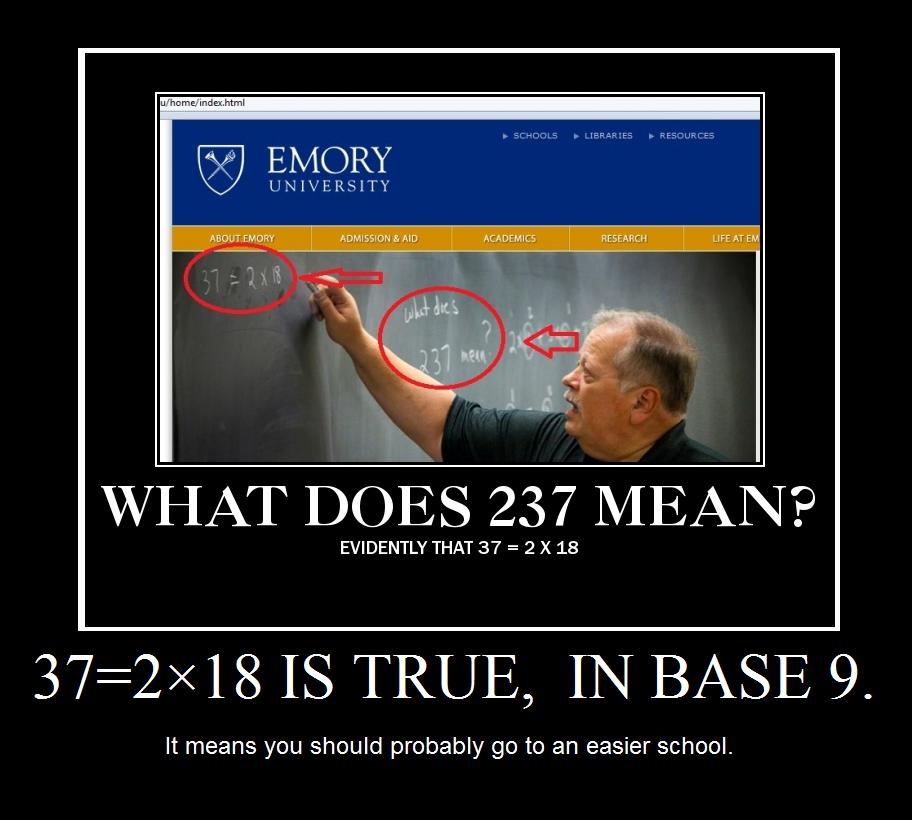 u/home/index.html
▶ SCHOOLS ▶ LIBRARIES ▶ RESOURCES
EMORY
UNIVERSITY
ABOUT EMORY ADMISSION & AID ACADEMICS RESEARCH LIFE AT EM
37 = 2 x 18
What does
237 mean ?
WHAT DOES 237 MEAN?
EVIDENTLY THAT 37 = 2 X 18
37=2×18 IS TRUE, IN BASE 9.
It means you should probably go to an easier school.